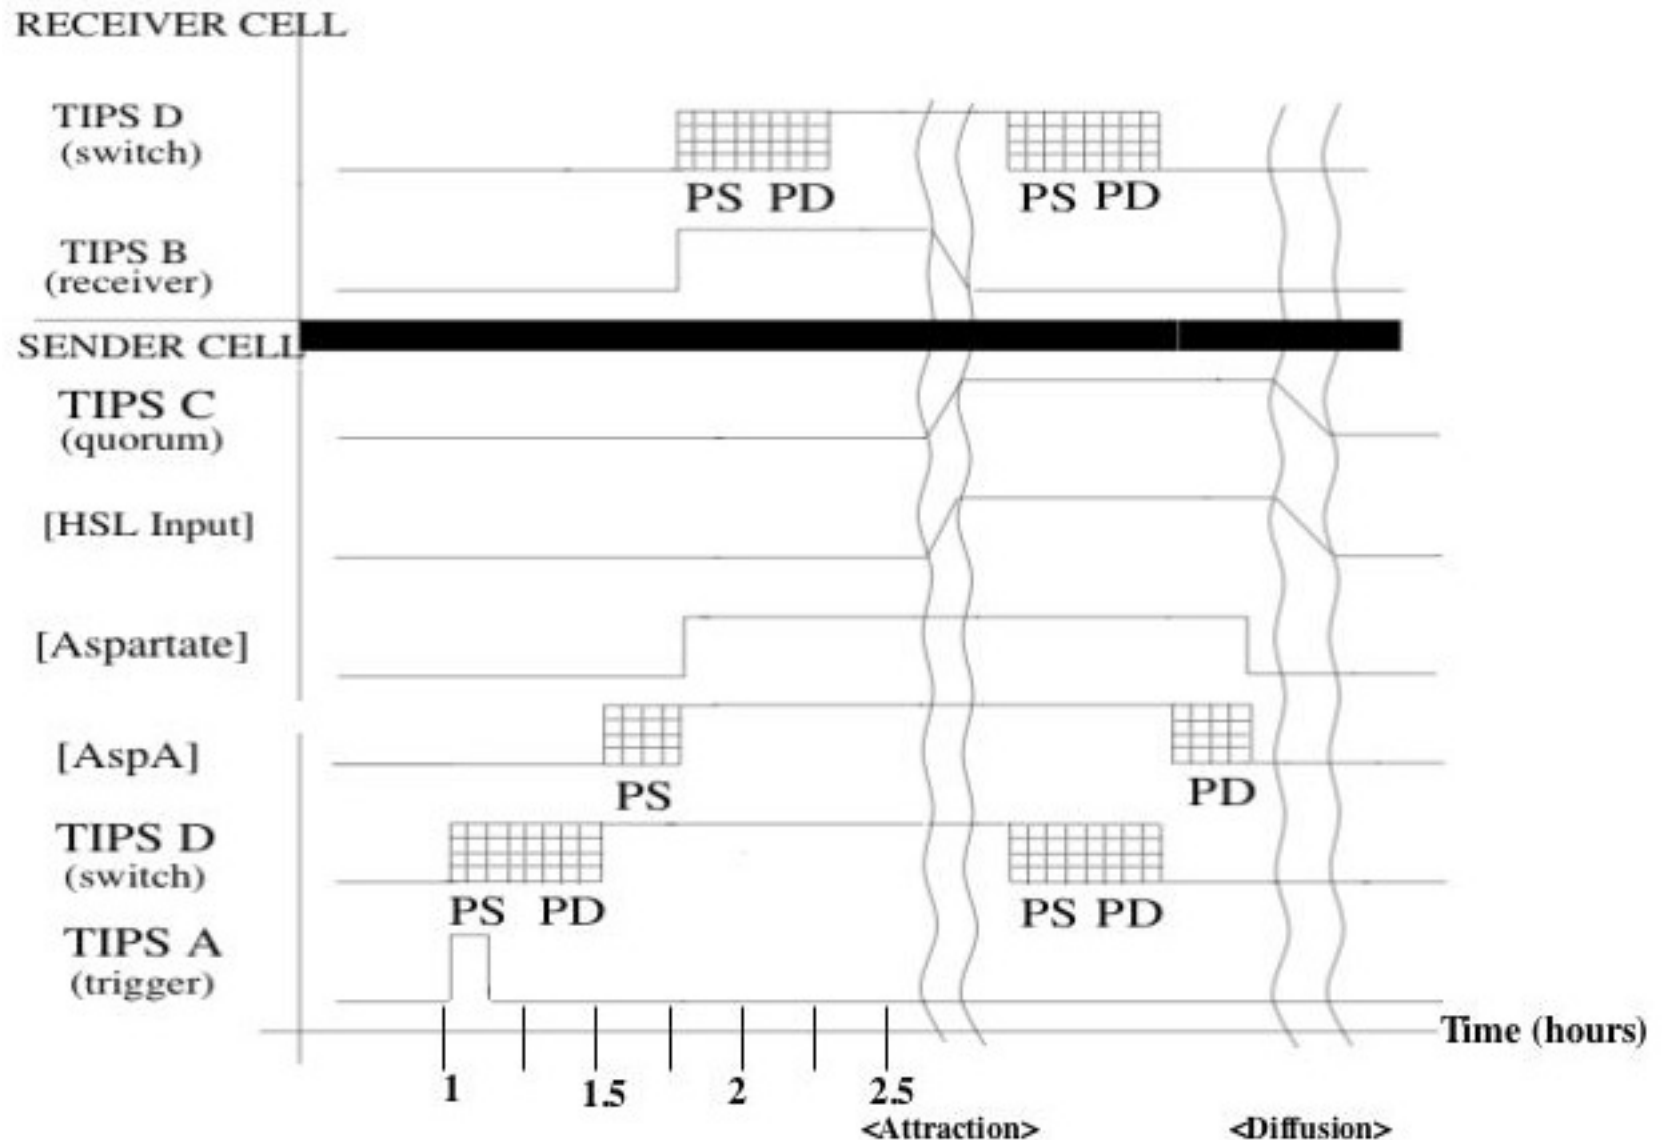 RECEIVER CELL
TIPS D
(switch)
PS PD
PS PD
TIPS B
(receiver)
SENDER CELL
TIPS C
(quorum)
[HSL Input]
[Aspartate]
[AspA]
PS
PD
TIPS D
(switch)
PS PD
PS PD
TIPS A
(trigger)
Time (hours)
1
1.5
2
2.5
<Attraction>
<Diffusion>